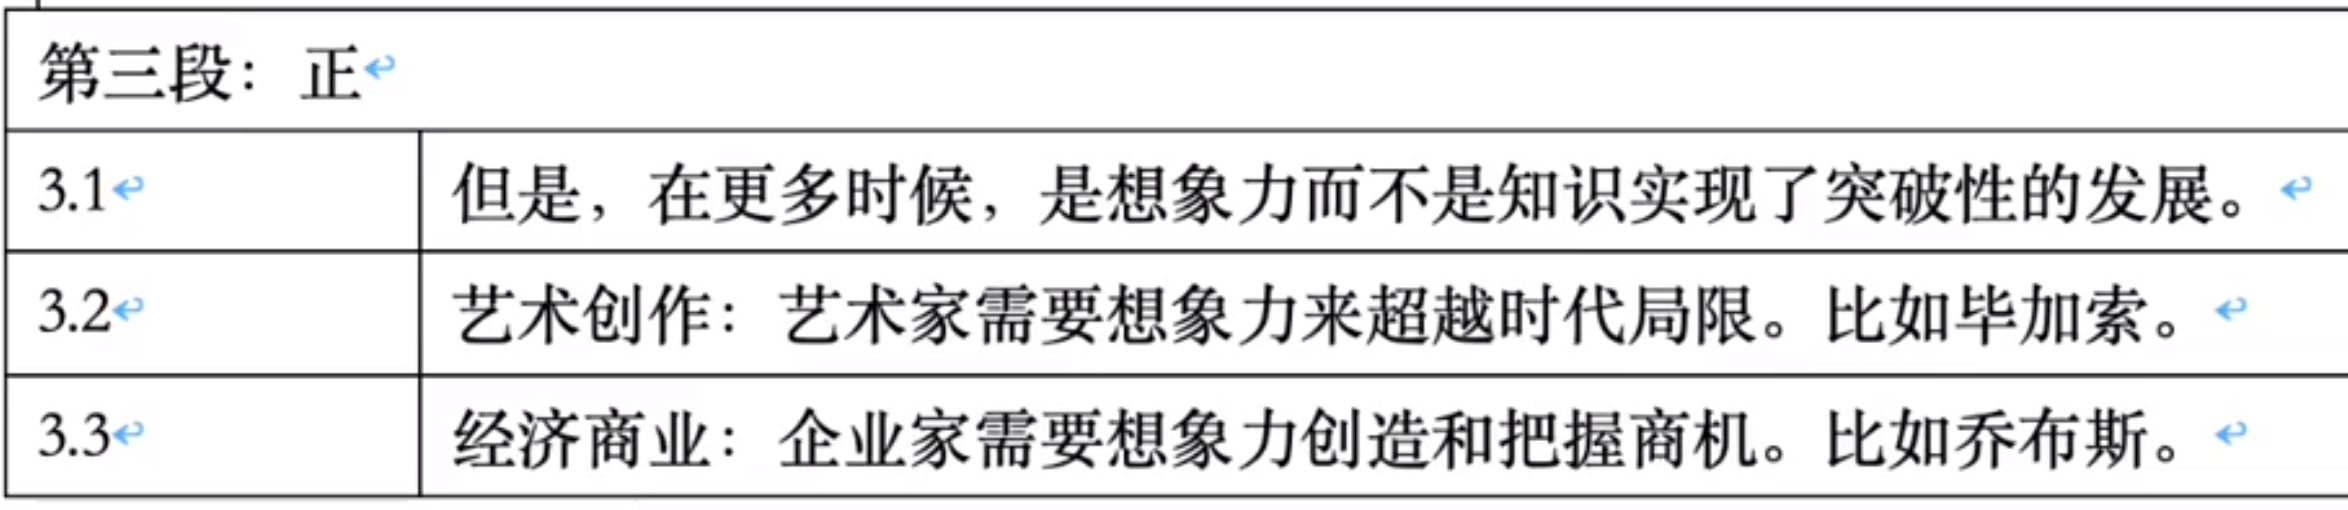 第三段：正
3.1 但是，在更多时候，是想象力而不是知识实现了突破性的发展。
3.2 艺术创作：艺术家需要想象力来超越时代局限。比如毕加索。
3.3 经济商业：企业家需要想象力创造和把握商机。比如乔布斯。